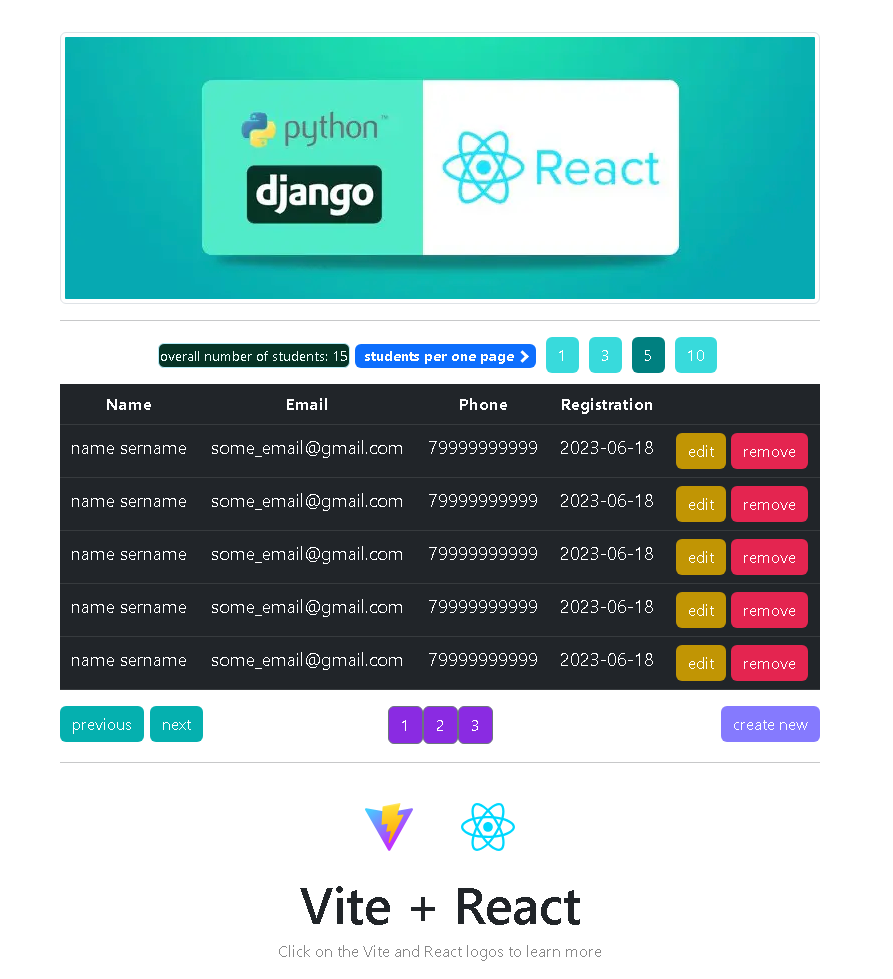 python™
django
React
overall number of students: 15 students per one page 1 3 5 10
Name Email Phone Registration
name sername some_email@gmail.com 79999999999 2023-06-18 edit remove
name sername some_email@gmail.com 79999999999 2023-06-18 edit remove
name sername some_email@gmail.com 79999999999 2023-06-18 edit remove
name sername some_email@gmail.com 79999999999 2023-06-18 edit remove
name sername some_email@gmail.com 79999999999 2023-06-18 edit remove
previous next 1 2 3 create new
Vite + React
Click on the Vite and React logos to learn more